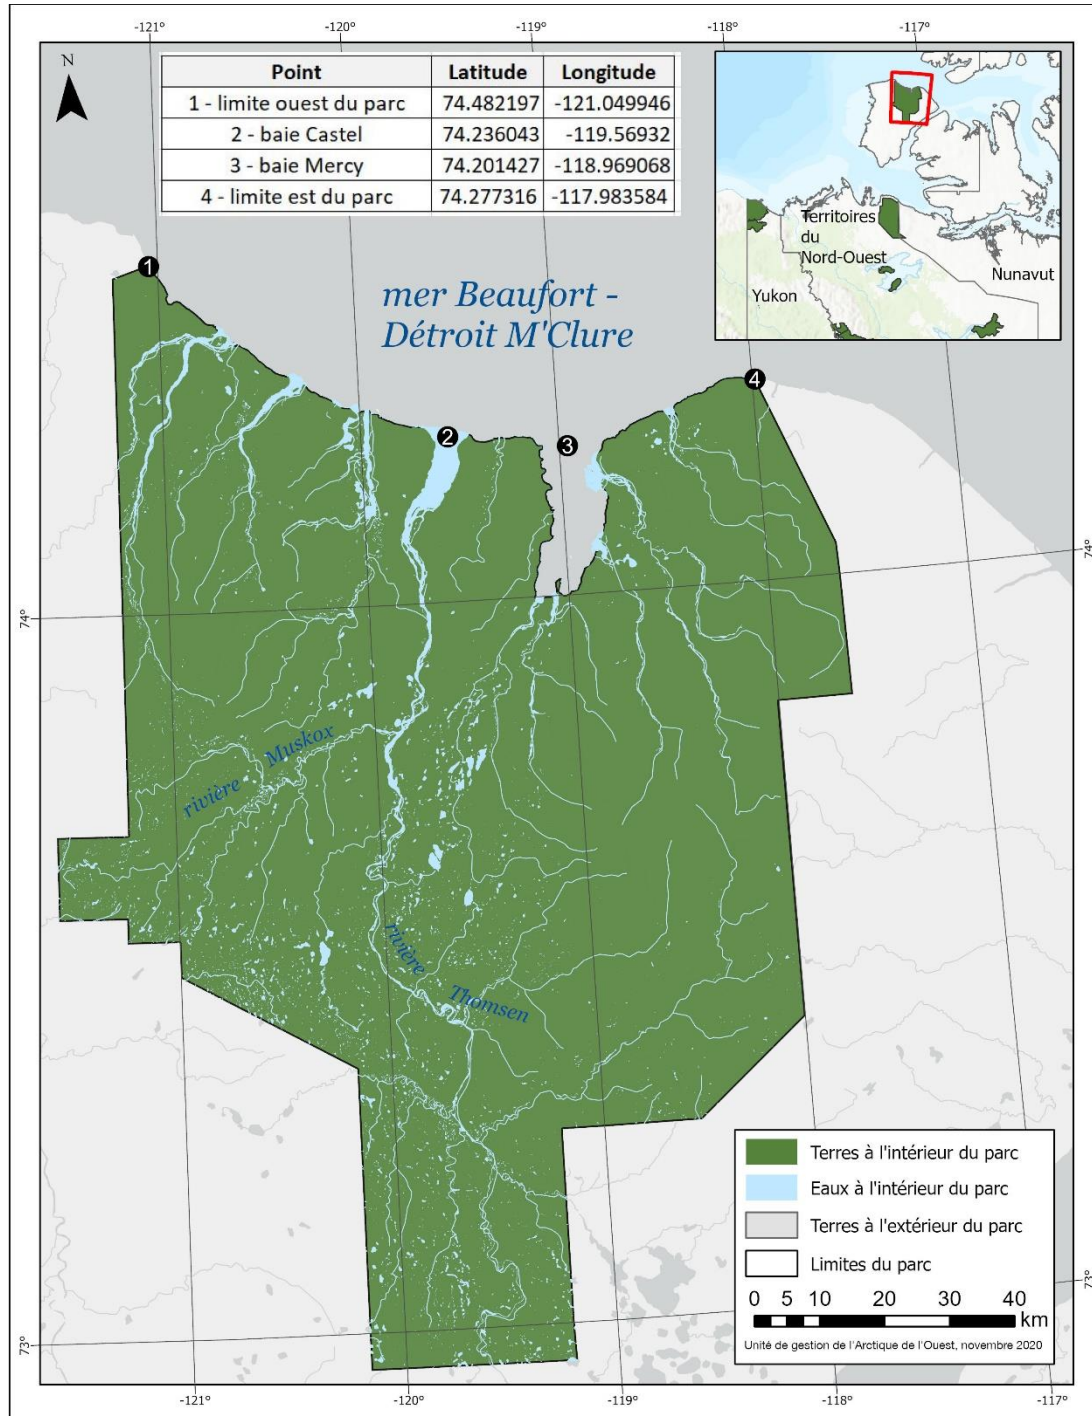 -121° -120° -119° -118° -117°
N
Point Latitude Longitude
1 - limite ouest du parc 74.482197 -121.049946
2 - baie Castel 74.236043 -119.56932
3 - baie Mercy 74.201427 -118.969068
4 - limite est du parc 74.277316 -117.983584
Territoires
du
Nord-Ouest
Nunavut
Yukon
1
mer Beaufort -
Détroit M'Clure
4
2
3
74°
74°
rivière Muskox
rivière Thomsen
Terres à l'intérieur du parc
Eaux à l'intérieur du parc
Terres à l'extérieur du parc
Limites du parc
73°
0 5 10 20 30 40
km
Unité de gestion de l'Arctique de l'Ouest, novembre 2020
73°
-121° -120° -119° -118° -117°